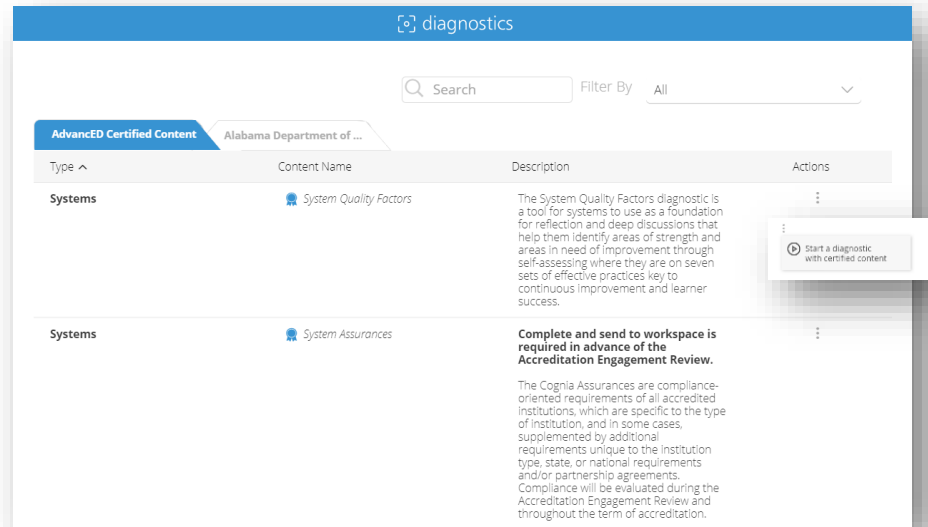 diagnostics
Search
Filter By
All
AdvancED Certified Content
Alabama Department of ...
Type
Content Name
Description
Actions
Systems
System Quality Factors
The System Quality Factors diagnostic is
a tool for systems to use as a foundation
for reflection and deep discussions that
help them identify areas of strength and
areas in need of improvement through
self-assessing where they are on seven
sets of effective practices key to
continuous improvement and learner
success.
Start a diagnostic
with certified content
Systems
System Assurances
Complete and send to workspace is
required in advance of the
Accreditation Engagement Review.
The Cognia Assurances are compliance-
oriented requirements of all accredited
institutions, which are specific to the type
of institution, and in some cases,
supplemented by additional
requirements unique to the institution
type, state, or national requirements
and/or partnership agreements.
Compliance will be evaluated during the
Accreditation Engagement Review and
throughout the term of accreditation.